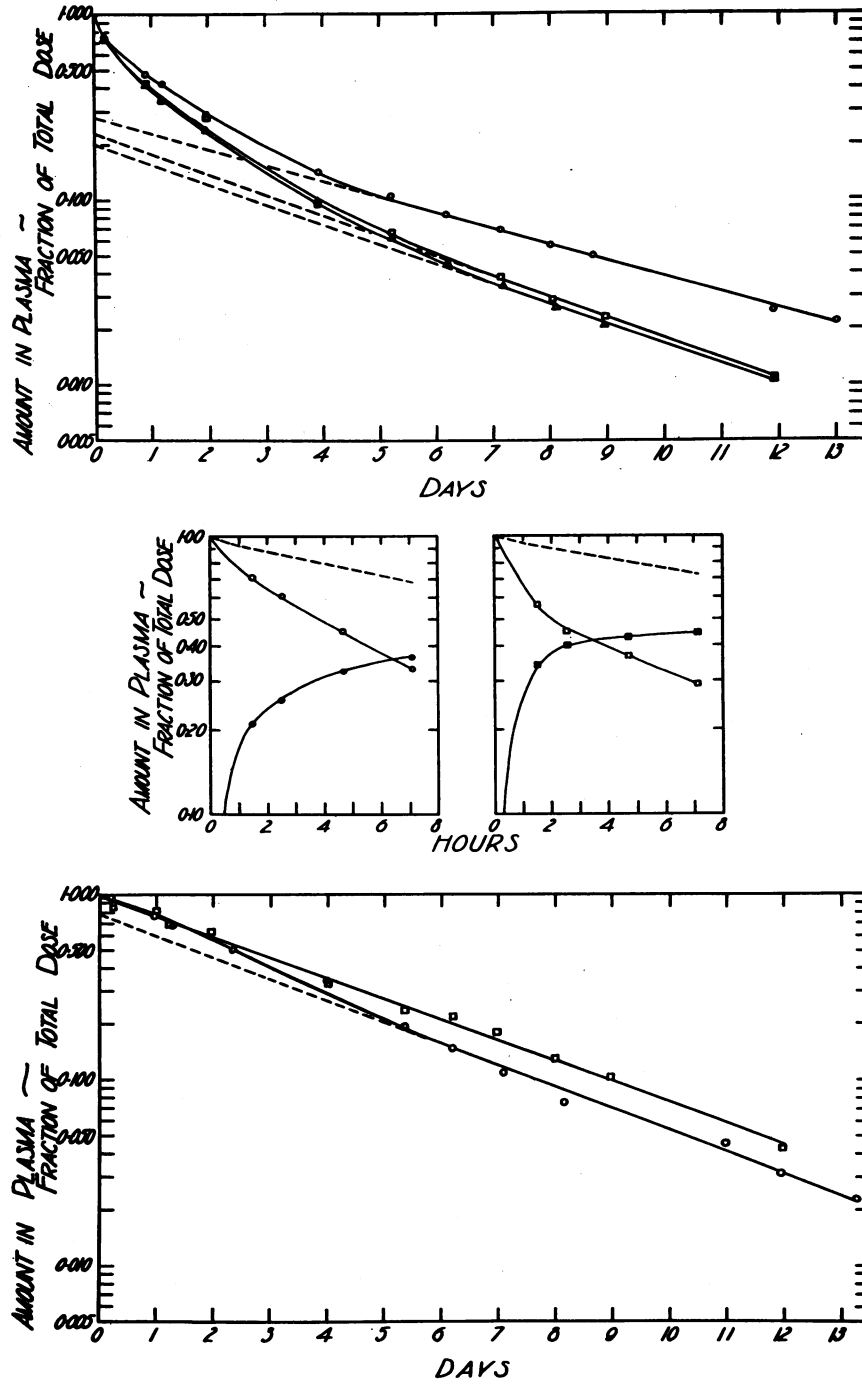 AMOUNT IN PLASMA ~
FRACTION OF TOTAL DOSE
1·000
0·500
0·100
0·050
0·010
0·005
0 1 2 3 4 5 6 7 8 9 10 11 12 13
DAYS
AMOUNT IN PLASMA ~
FRACTION OF TOTAL DOSE
1·00
0·50
0·40
0·30
0·20
0·10
0 2 4 6 8
0 2 4 6 8
HOURS
AMOUNT IN PLASMA ~
FRACTION OF TOTAL DOSE
1·000
0·500
0·100
0·050
0·010
0·005
0 1 2 3 4 5 6 7 8 9 10 11 12 13
DAYS